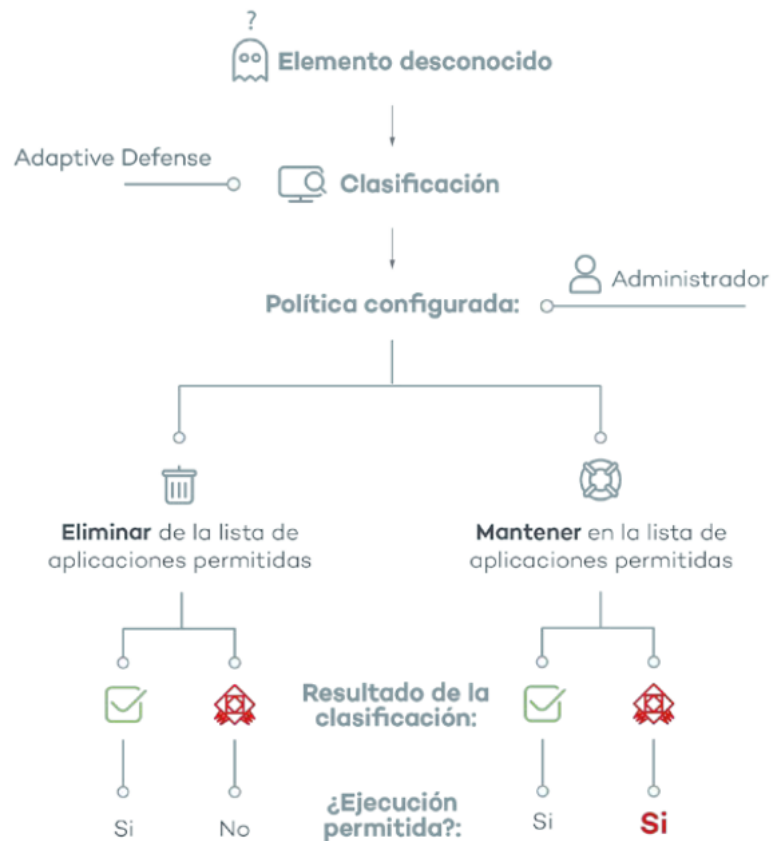 ?
Elemento desconocido
Adaptive Defense
Clasificación
Administrador
Política configurada:
Eliminar de la lista de
aplicaciones permitidas
Mantener en la lista de
aplicaciones permitidas
Resultado de la
clasificación:
¿Ejecución
permitida?:
Si
No
Si
Si